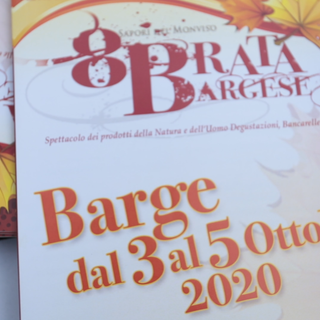 SAPORI DEL MONVISO
8BRATA
BARGESE
Spettacolo dei prodotti della Natura e dell'Uomo Degustazioni, Bancarelle
Barge
dal 3 al 5 Otto
2020